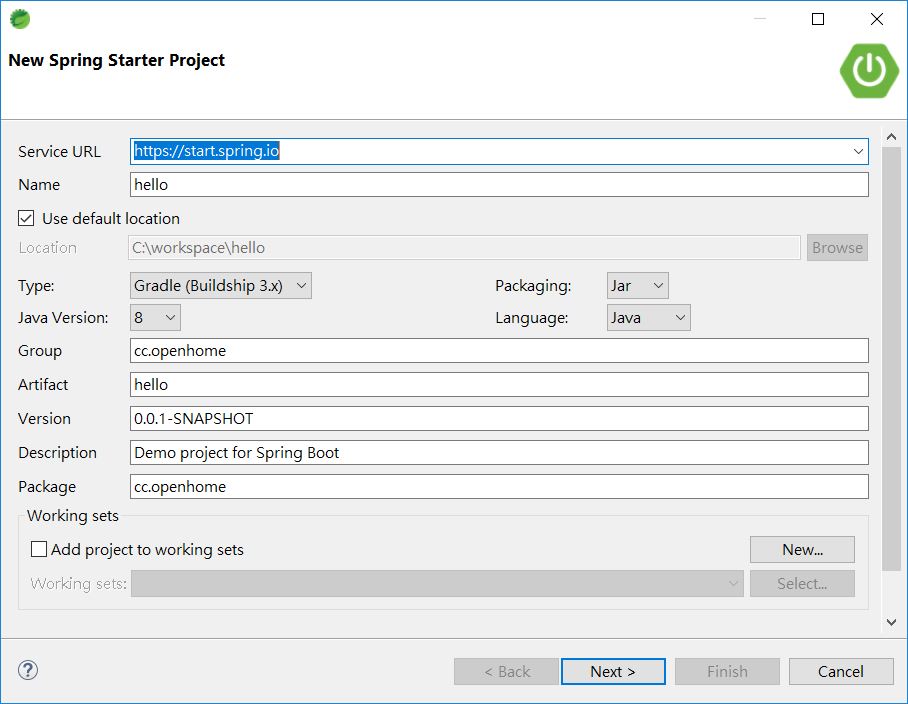 New Spring Starter Project
Service URL https://start.spring.io
Name hello
Use default location
Location C:\workspace\hello Browse
Type: Gradle (Buildship 3.x) Packaging: Jar
Java Version: 8 Language: Java
Group cc.openhome
Artifact hello
Version 0.0.1-SNAPSHOT
Description Demo project for Spring Boot
Package cc.openhome
Working sets
Add project to working sets New...
Working sets: Select...
? < Back Next > Finish Cancel